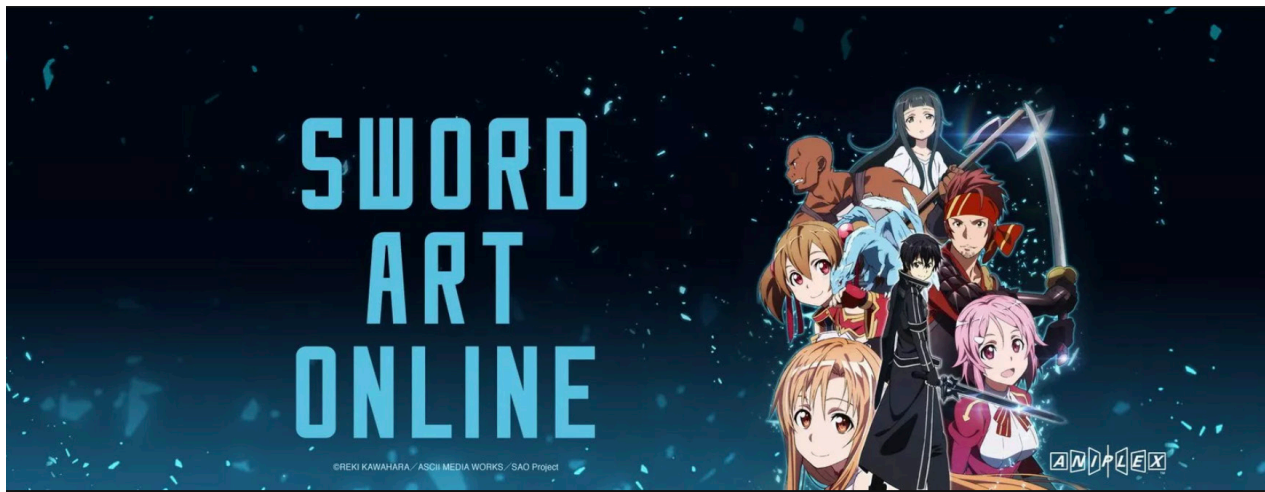 SWORD
ART
ONLINE
©REKI KAWAHARA／ASCII MEDIA WORKS／SAO Project
ANIPLEX